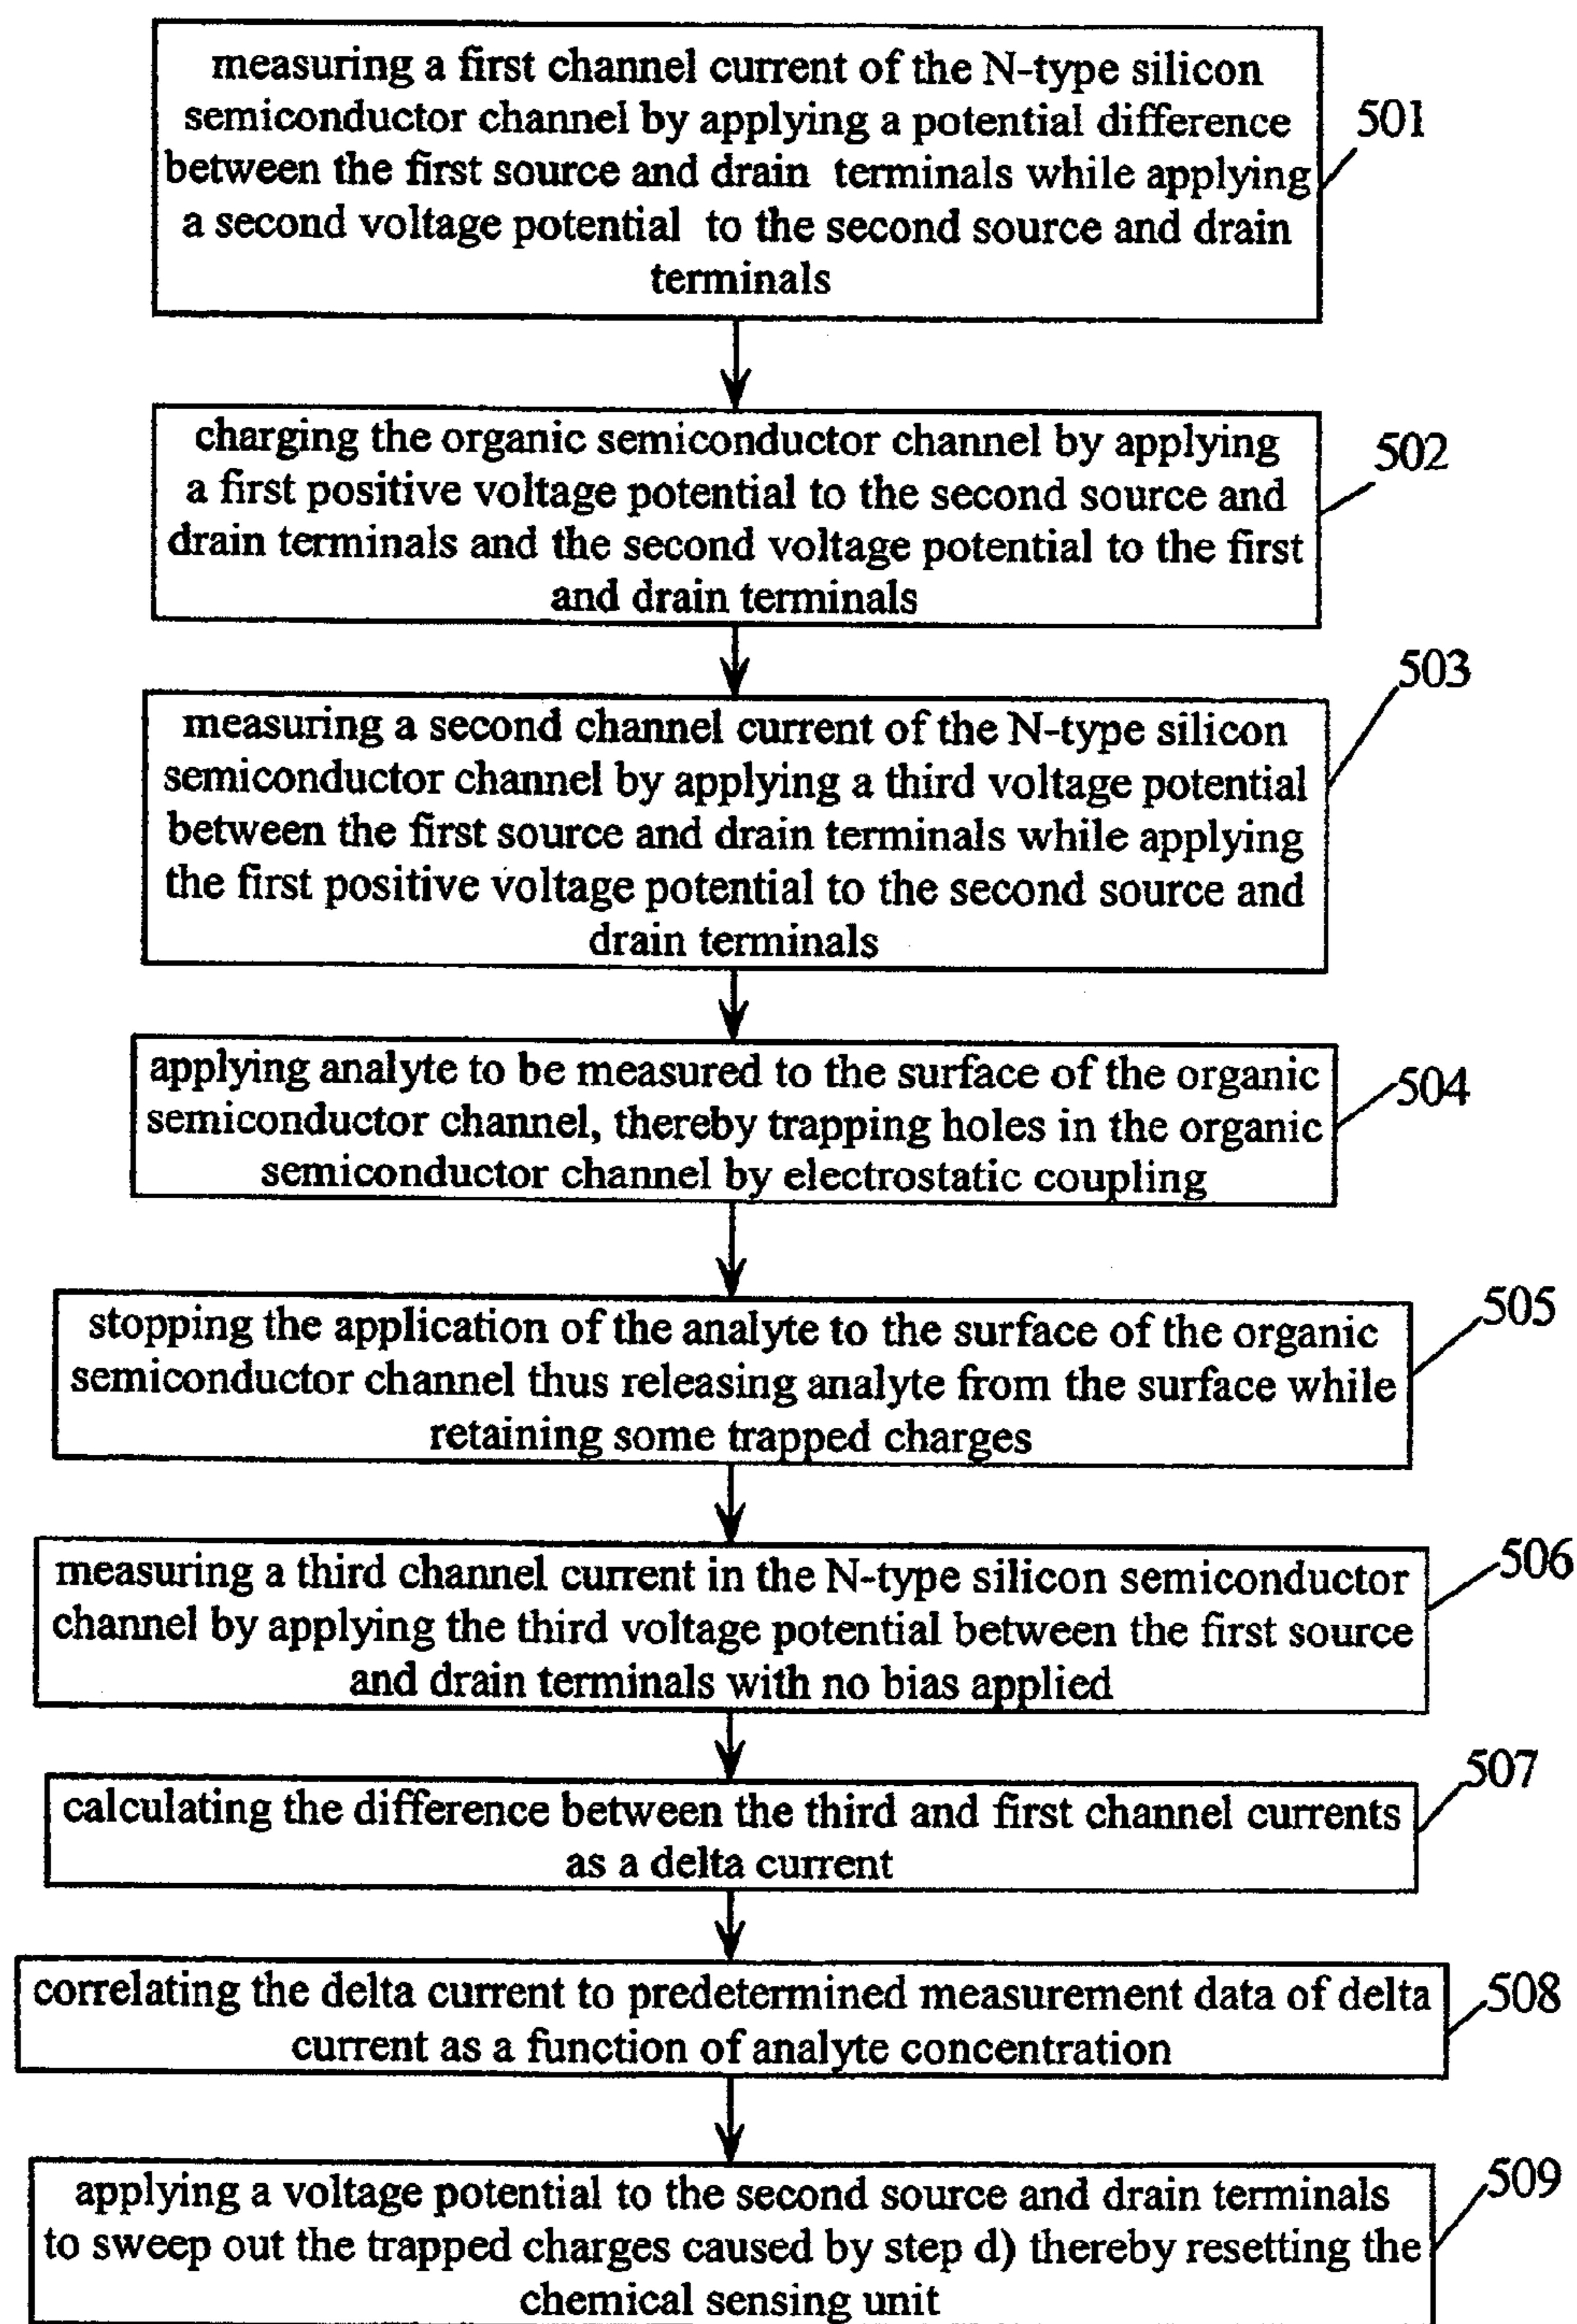 measuring a first channel current of the N-type silicon
semiconductor channel by applying a potential difference
between the first source and drain terminals while applying
a second voltage potential to the second source and drain
terminals
501
charging the organic semiconductor channel by applying
a first positive voltage potential to the second source and
drain terminals and the second voltage potential to the first
and drain terminals
502
measuring a second channel current of the N-type silicon
semiconductor channel by applying a third voltage potential
between the first source and drain terminals while applying
the first positive voltage potential to the second source and
drain terminals
503
applying analyte to be measured to the surface of the organic
semiconductor channel, thereby trapping holes in the organic
semiconductor channel by electrostatic coupling
504
stopping the application of the analyte to the surface of the organic
semiconductor channel thus releasing analyte from the surface while
retaining some trapped charges
505
measuring a third channel current in the N-type silicon semiconductor
channel by applying the third voltage potential between the first source
and drain terminals with no bias applied
506
calculating the difference between the third and first channel currents
as a delta current
507
correlating the delta current to predetermined measurement data of delta
current as a function of analyte concentration
508
applying a voltage potential to the second source and drain terminals
to sweep out the trapped charges caused by step d) thereby resetting the
chemical sensing unit
509